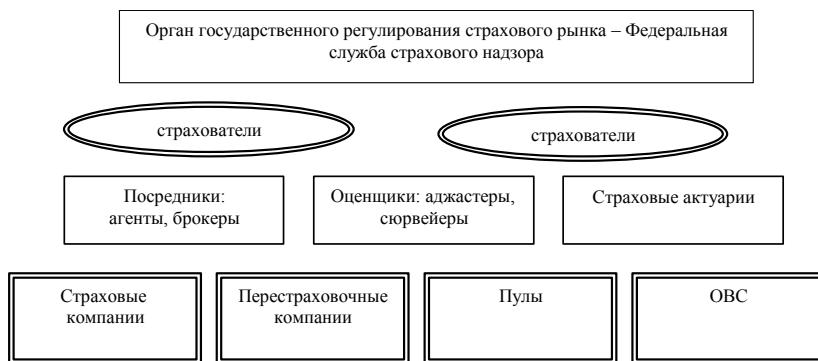 Орган государственного регулирования страхового рынка – Федеральная
служба страхового надзора
страхователи
страхователи
Посредники:
агенты, брокеры
Оценщики: аджастеры,
сюрвейеры
Страховые актуарии
Страховые
компании
Перестраховочные
компании
Пулы
ОВС